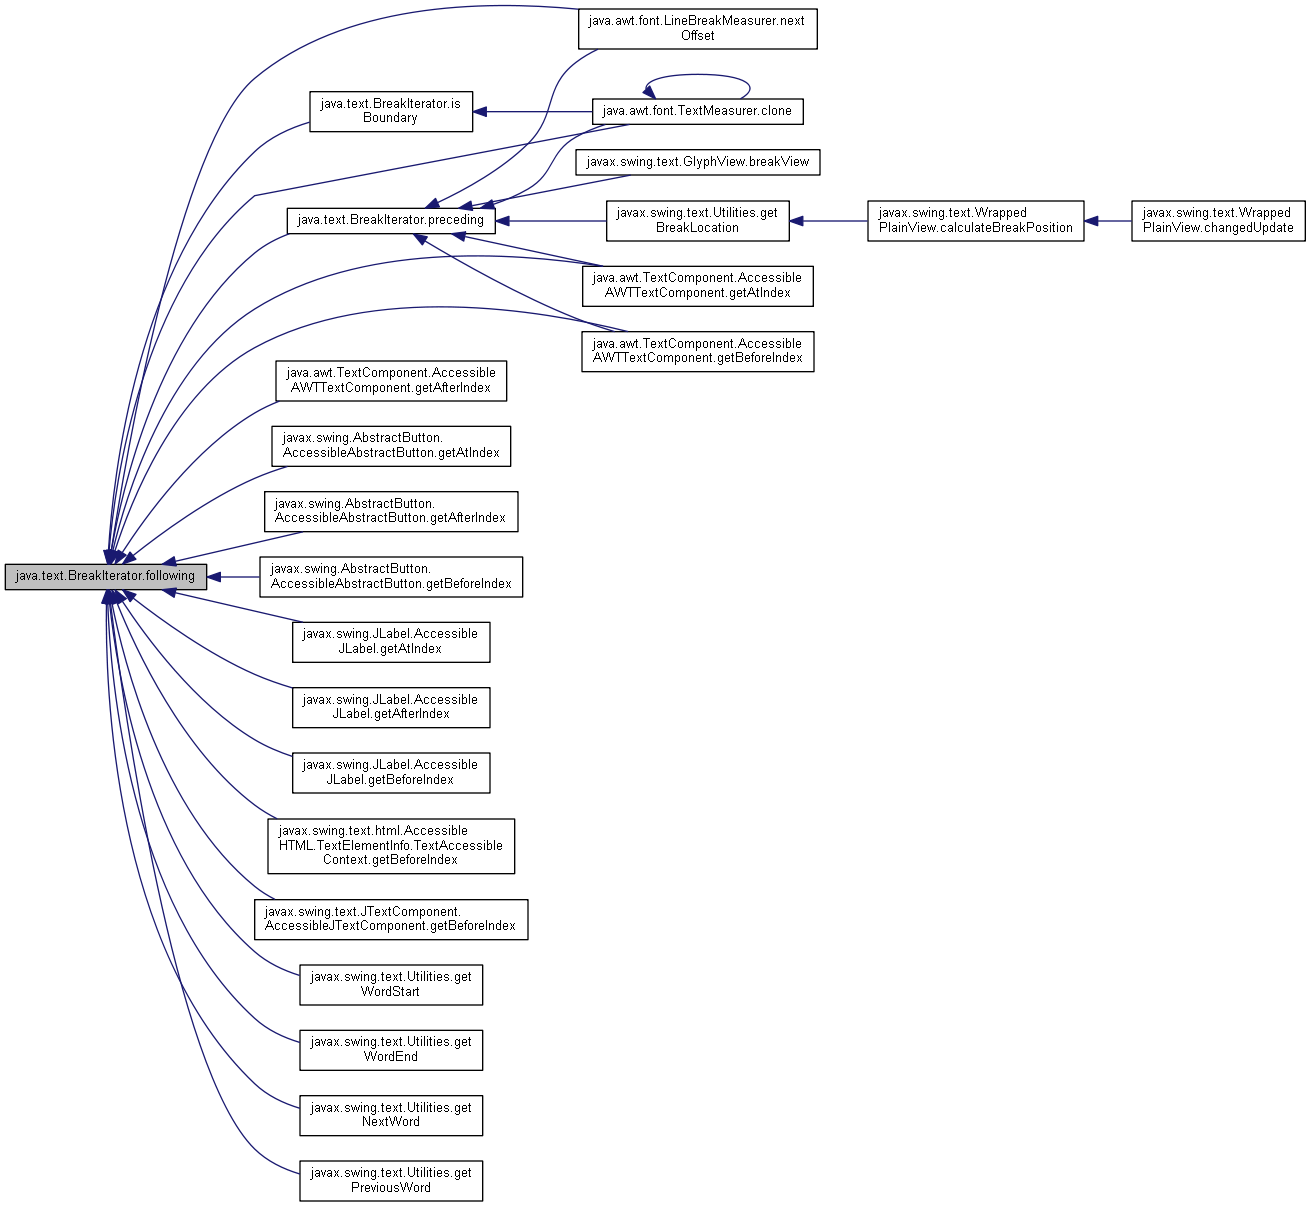 java.awt.font.LineBreakMeasurer.next
Offset
java.text.BreakIterator.is
Boundary
java.awt.font.TextMeasurer.clone
javax.swing.text.GlyphView.breakView
java.text.BreakIterator.preceding
javax.swing.text.Utilities.get
BreakLocation
javax.swing.text.Wrapped
PlainView.calculateBreakPosition
javax.swing.text.Wrapped
PlainView.changedUpdate
java.awt.TextComponent.Accessible
AWTTextComponent.getAtIndex
java.awt.TextComponent.Accessible
AWTTextComponent.getBeforeIndex
java.awt.TextComponent.Accessible
AWTTextComponent.getAfterIndex
javax.swing.AbstractButton.
AccessibleAbstractButton.getAtIndex
javax.swing.AbstractButton.
AccessibleAbstractButton.getAfterIndex
java.text.BreakIterator.following
javax.swing.AbstractButton.
AccessibleAbstractButton.getBeforeIndex
javax.swing.JLabel.Accessible
JLabel.getAtIndex
javax.swing.JLabel.Accessible
JLabel.getAfterIndex
javax.swing.JLabel.Accessible
JLabel.getBeforeIndex
javax.swing.text.html.Accessible
HTML.TextElementInfo.TextAccessible
Context.getBeforeIndex
javax.swing.text.JTextComponent.
AccessibleJTextComponent.getBeforeIndex
javax.swing.text.Utilities.get
WordStart
javax.swing.text.Utilities.get
WordEnd
javax.swing.text.Utilities.get
NextWord
javax.swing.text.Utilities.get
PreviousWord